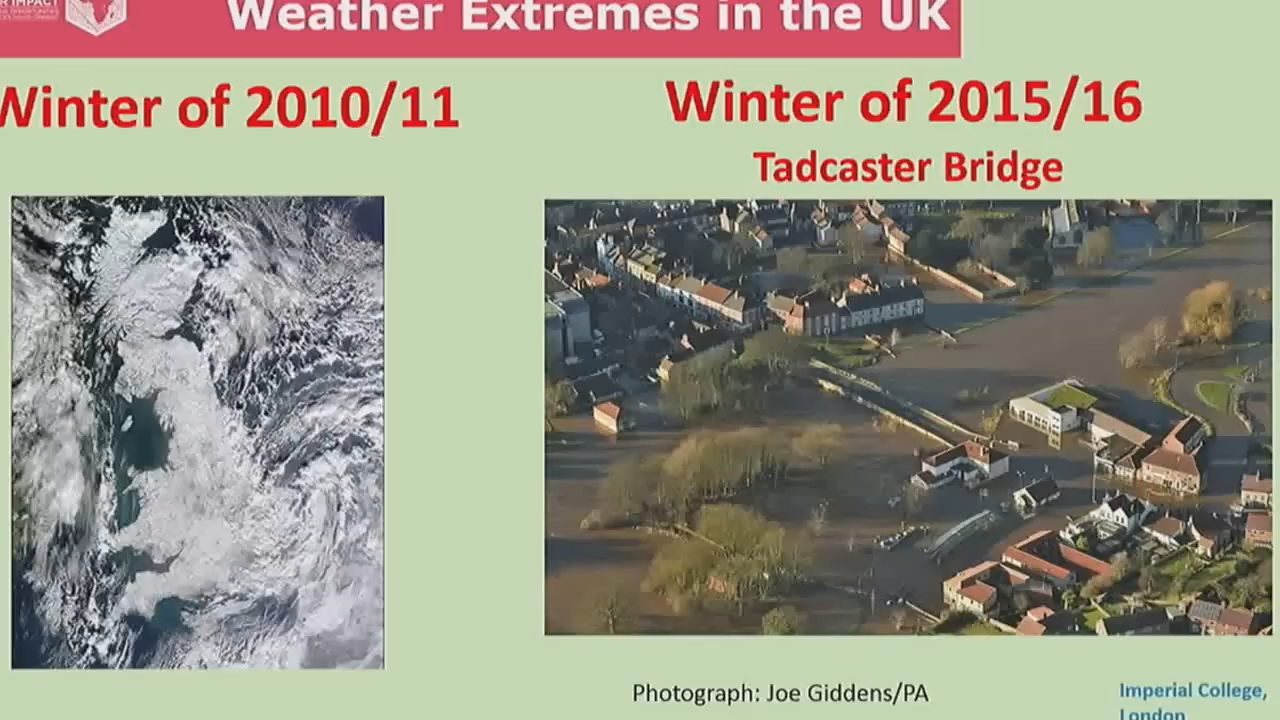 R IMPACT
Weather Extremes in the UK
Winter of 2010/11
Winter of 2015/16
Tadcaster Bridge
Photograph: Joe Giddens/PA
Imperial College,
London